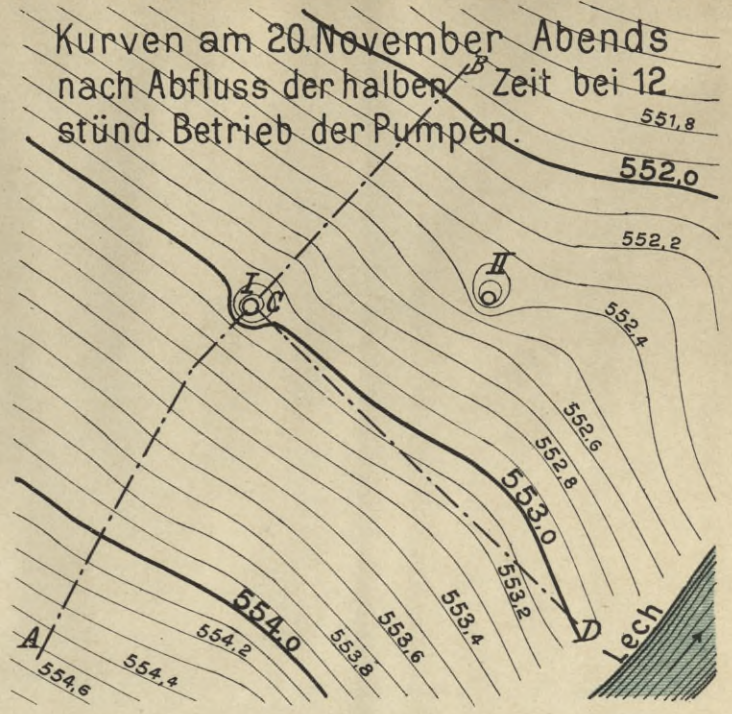 Kurven am 20. November Abends
nach Abfluss der halben Zeit bei 12
stünd. Betrieb der Pumpen.
B
551,8
552,0
552,2
II
I
C
552,4
552,6
552,8
553,0
553,2
553,4
553,6
553,8
554,0
554,2
554,4
554,6
A
D
Lech